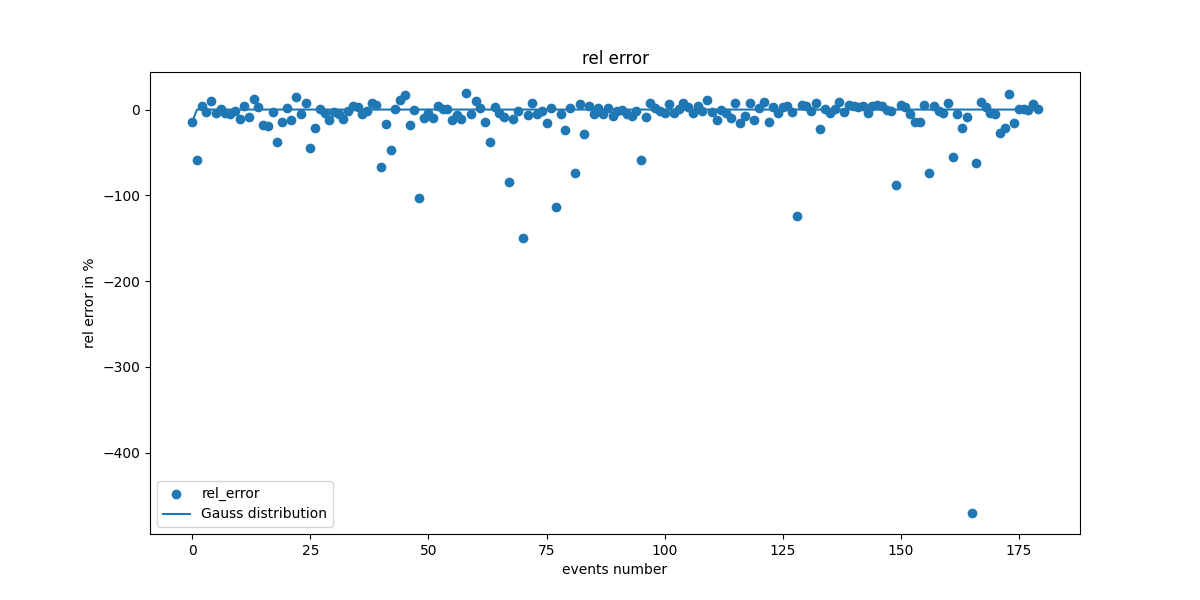 rel error
rel error in %
0
−100
−200
−300
−400
rel_error
Gauss distribution
0
25
50
75
100
125
150
175
events number